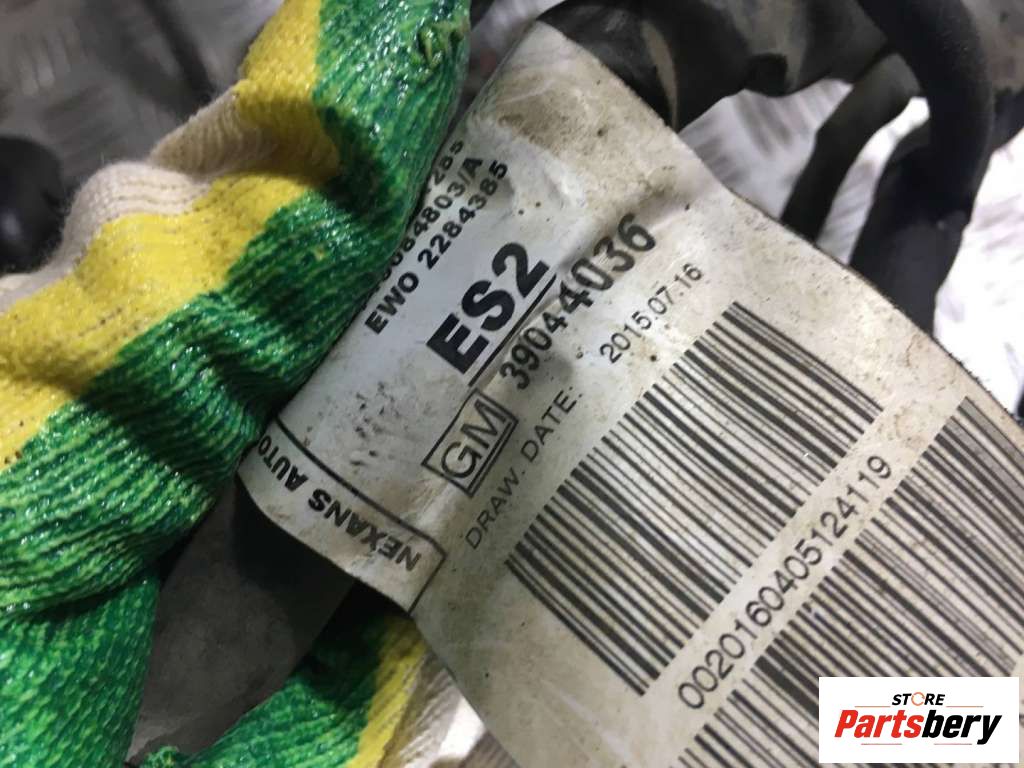 EWO 2284385
ES2
GM 39044036
DRAW. DATE: 2015.07.16
NEXANS AUTO
0020160405124119
STORE
Partsbery